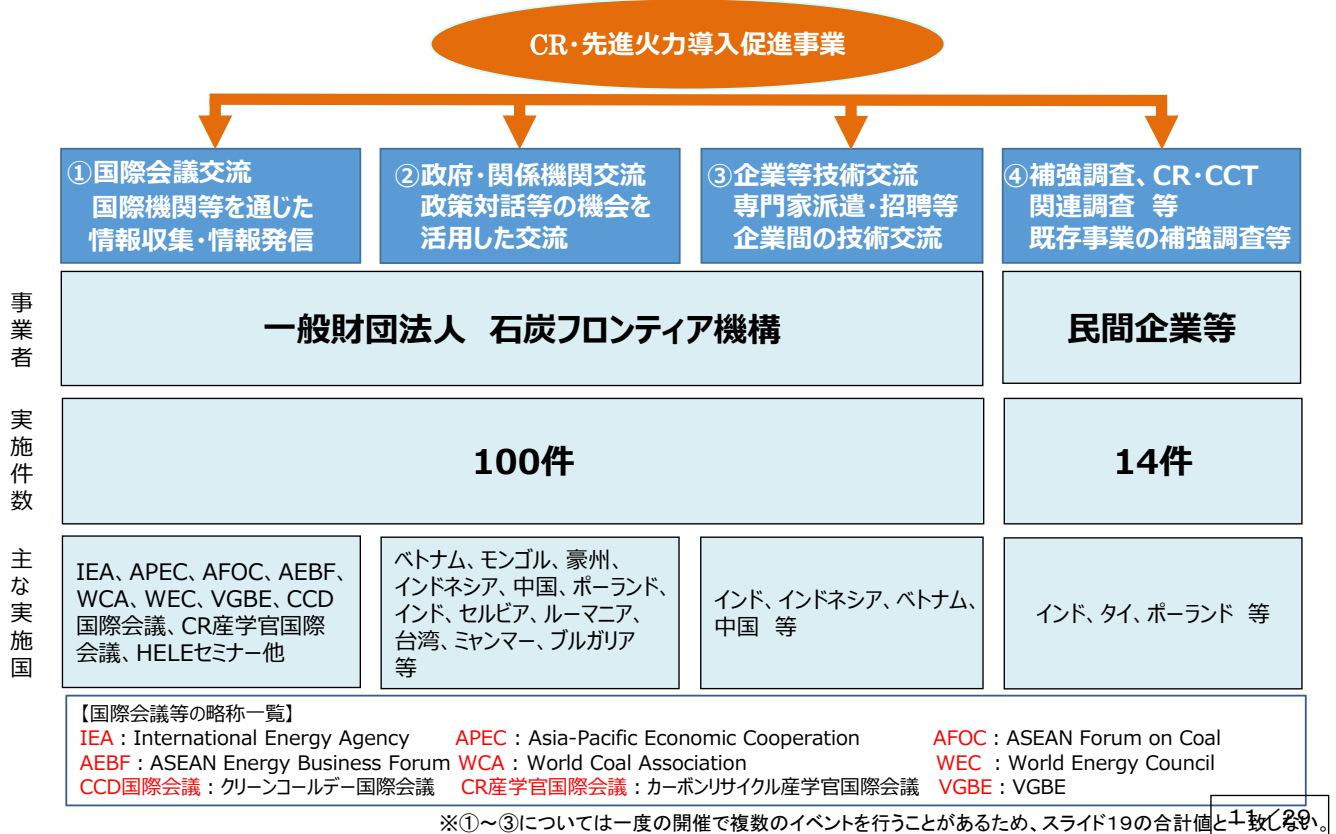 CR・先進火力導入促進事業
①国際会議交流
国際機関等を通じた
情報収集・情報発信
②政府・関係機関交流
政策対話等の機会を
活用した交流
③企業等技術交流
専門家派遣・招聘等
企業間の技術交流
④補強調査、CR・CCT
関連調査 等
既存事業の補強調査等
事業者
一般財団法人 石炭フロンティア機構
民間企業等
実施件数
100件
14件
主な実施国
IEA、APEC、AFOC、AEBF、
WCA、WEC、VGBE、CCD
国際会議、CR産学官国際
会議、HELEセミナー他
ベトナム、モンゴル、豪州、
インドネシア、中国、ポーランド、
インド、セルビア、ルーマニア、
台湾、ミャンマー、ブルガリア
等
インド、インドネシア、ベトナム、
中国 等
インド、タイ、ポーランド 等
【国際会議等の略称一覧】
IEA：International Energy Agency APEC：Asia-Pacific Economic Cooperation AFOC：ASEAN Forum on Coal
AEBF：ASEAN Energy Business Forum WCA：World Coal Association WEC：World Energy Council
CCD国際会議：クリーンコールデー国際会議 CR産学官国際会議：カーボンリサイクル産学官国際会議 VGBE：VGBE
※①～③については一度の開催で複数のイベントを行うことがあるため、スライド19の合計値と一致しない。
11／29